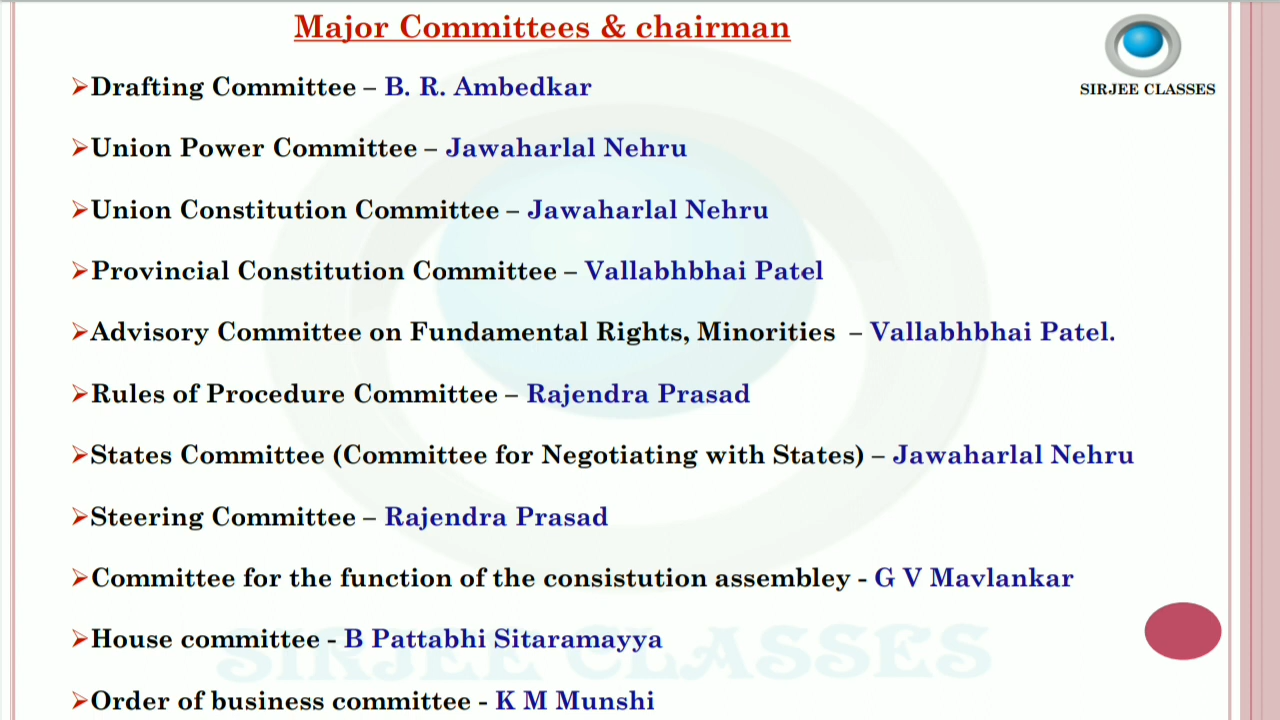 Major Committees & chairman
SIRJEE CLASSES
➢Drafting Committee – B. R. Ambedkar
➢Union Power Committee – Jawaharlal Nehru
➢Union Constitution Committee – Jawaharlal Nehru
➢Provincial Constitution Committee – Vallabhbhai Patel
➢Advisory Committee on Fundamental Rights, Minorities – Vallabhbhai Patel.
➢Rules of Procedure Committee – Rajendra Prasad
➢States Committee (Committee for Negotiating with States) – Jawaharlal Nehru
➢Steering Committee – Rajendra Prasad
➢Committee for the function of the consistution assembley - G V Mavlankar
➢House committee - B Pattabhi Sitaramayya
SIRJEE CLASSES
➢Order of business committee - K M Munshi